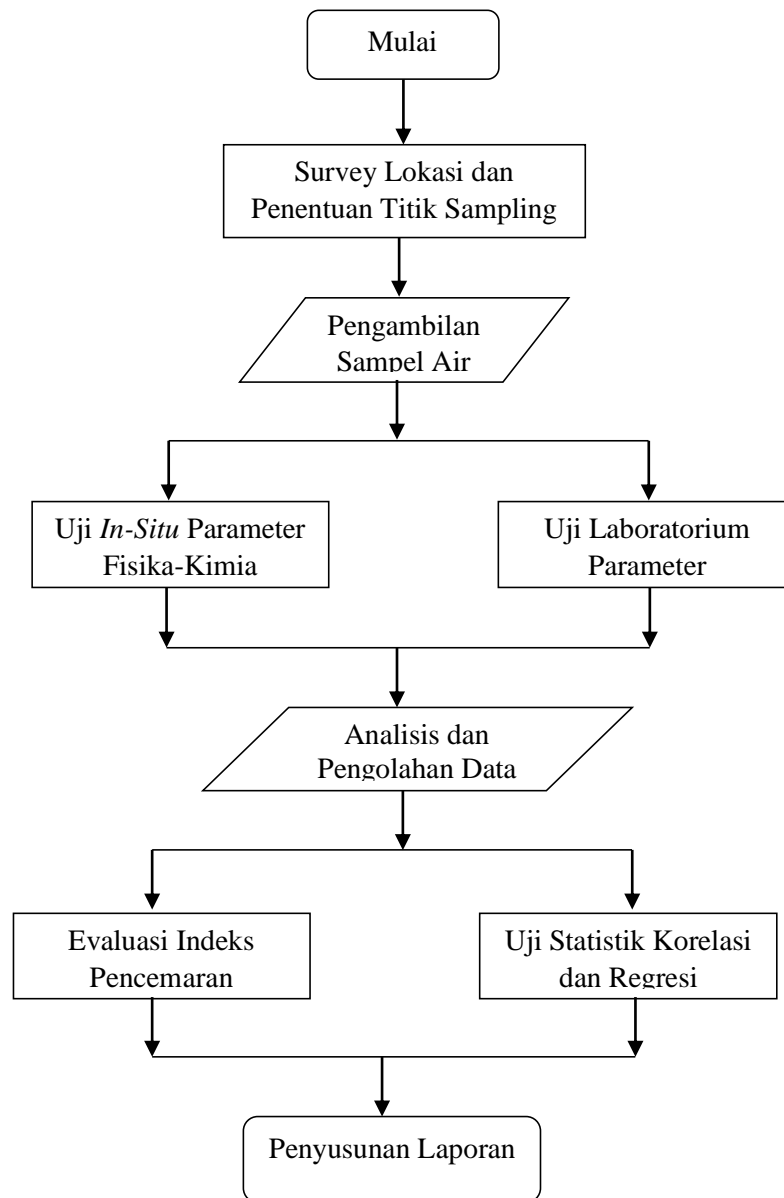 Mulai
Survey Lokasi dan
Penentuan Titik Sampling
Pengambilan
Sampel Air
Uji In-Situ Parameter
Fisika-Kimia
Uji Laboratorium
Parameter
Analisis dan
Pengolahan Data
Evaluasi Indeks
Pencemaran
Uji Statistik Korelasi
dan Regresi
Penyusunan Laporan